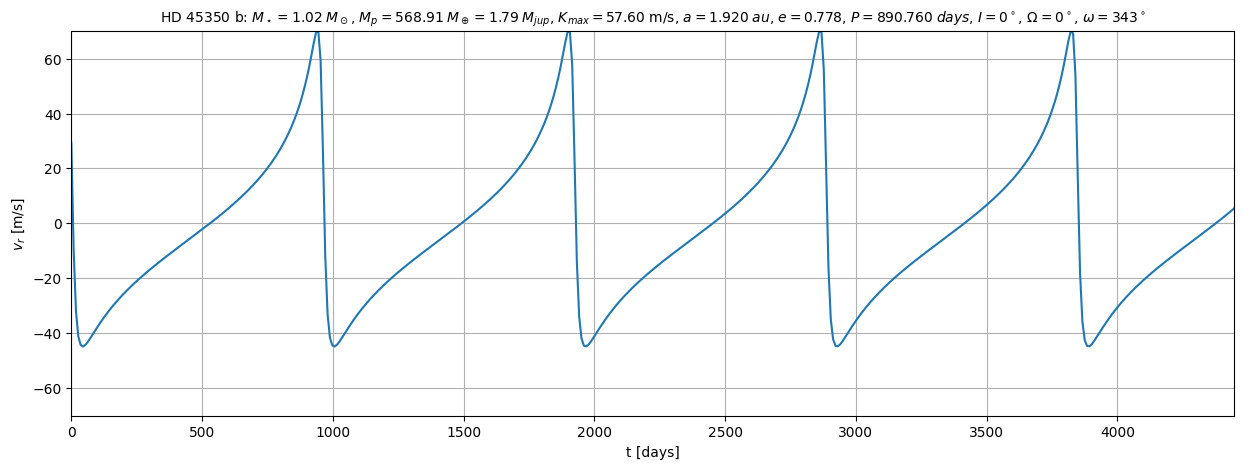 HD 45350 b: M⋆ = 1.02 M⊙, Mp = 568.91 M⊕ = 1.79 Mjup, Kmax = 57.60 m/s, a = 1.920 au, e = 0.778, P = 890.760 days, I = 0°, Ω = 0°, ω = 343°
60
40
20
0
−20
−40
−60
vr [m/s]
0 500 1000 1500 2000 2500 3000 3500 4000
t [days]